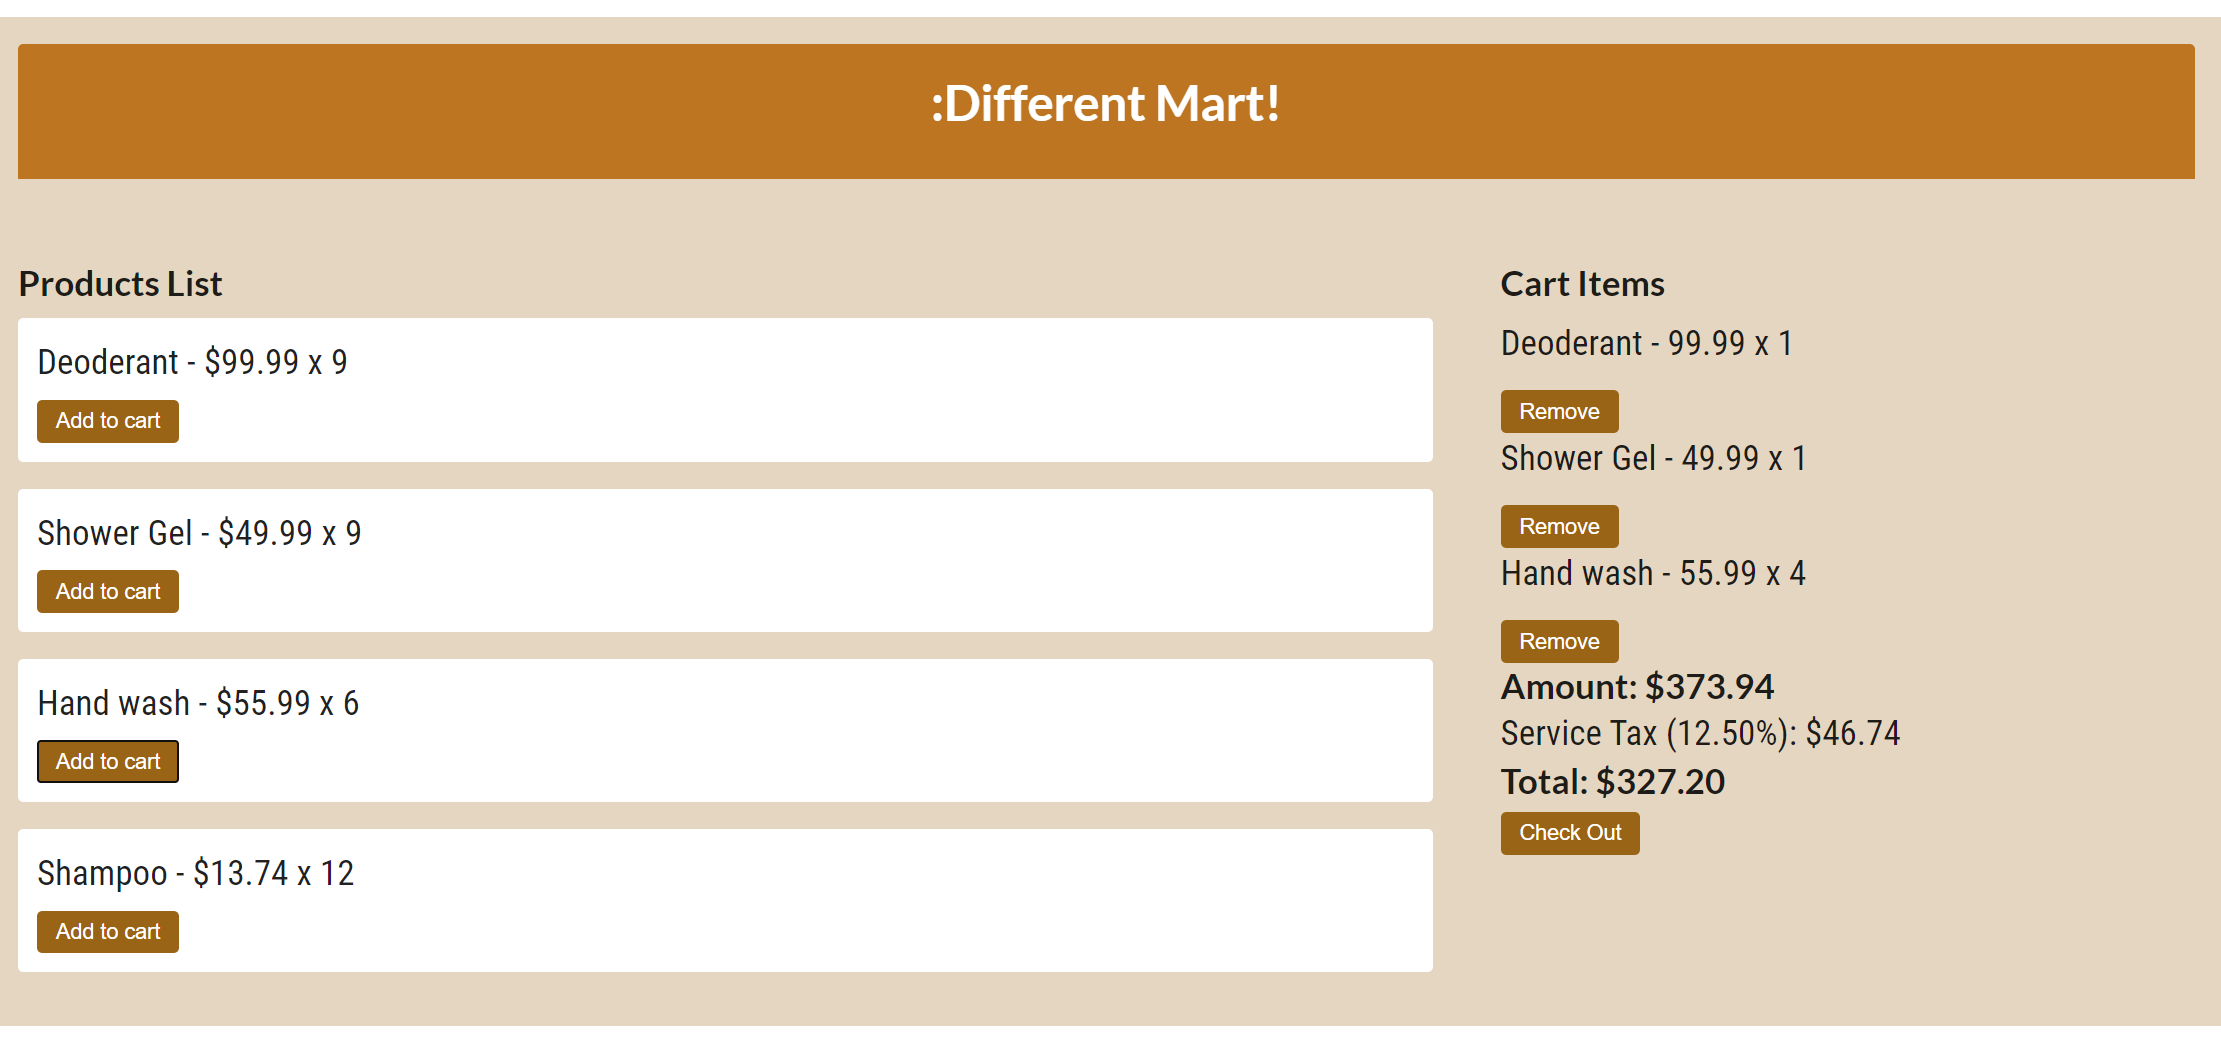 :Different Mart!
Products List
Deoderant - $99.99 x 9
Add to cart
Shower Gel - $49.99 x 9
Add to cart
Hand wash - $55.99 x 6
Add to cart
Shampoo - $13.74 x 12
Add to cart
Cart Items
Deoderant - 99.99 x 1
Remove
Shower Gel - 49.99 x 1
Remove
Hand wash - 55.99 x 4
Remove
Amount: $373.94
Service Tax (12.50%): $46.74
Total: $327.20
Check Out